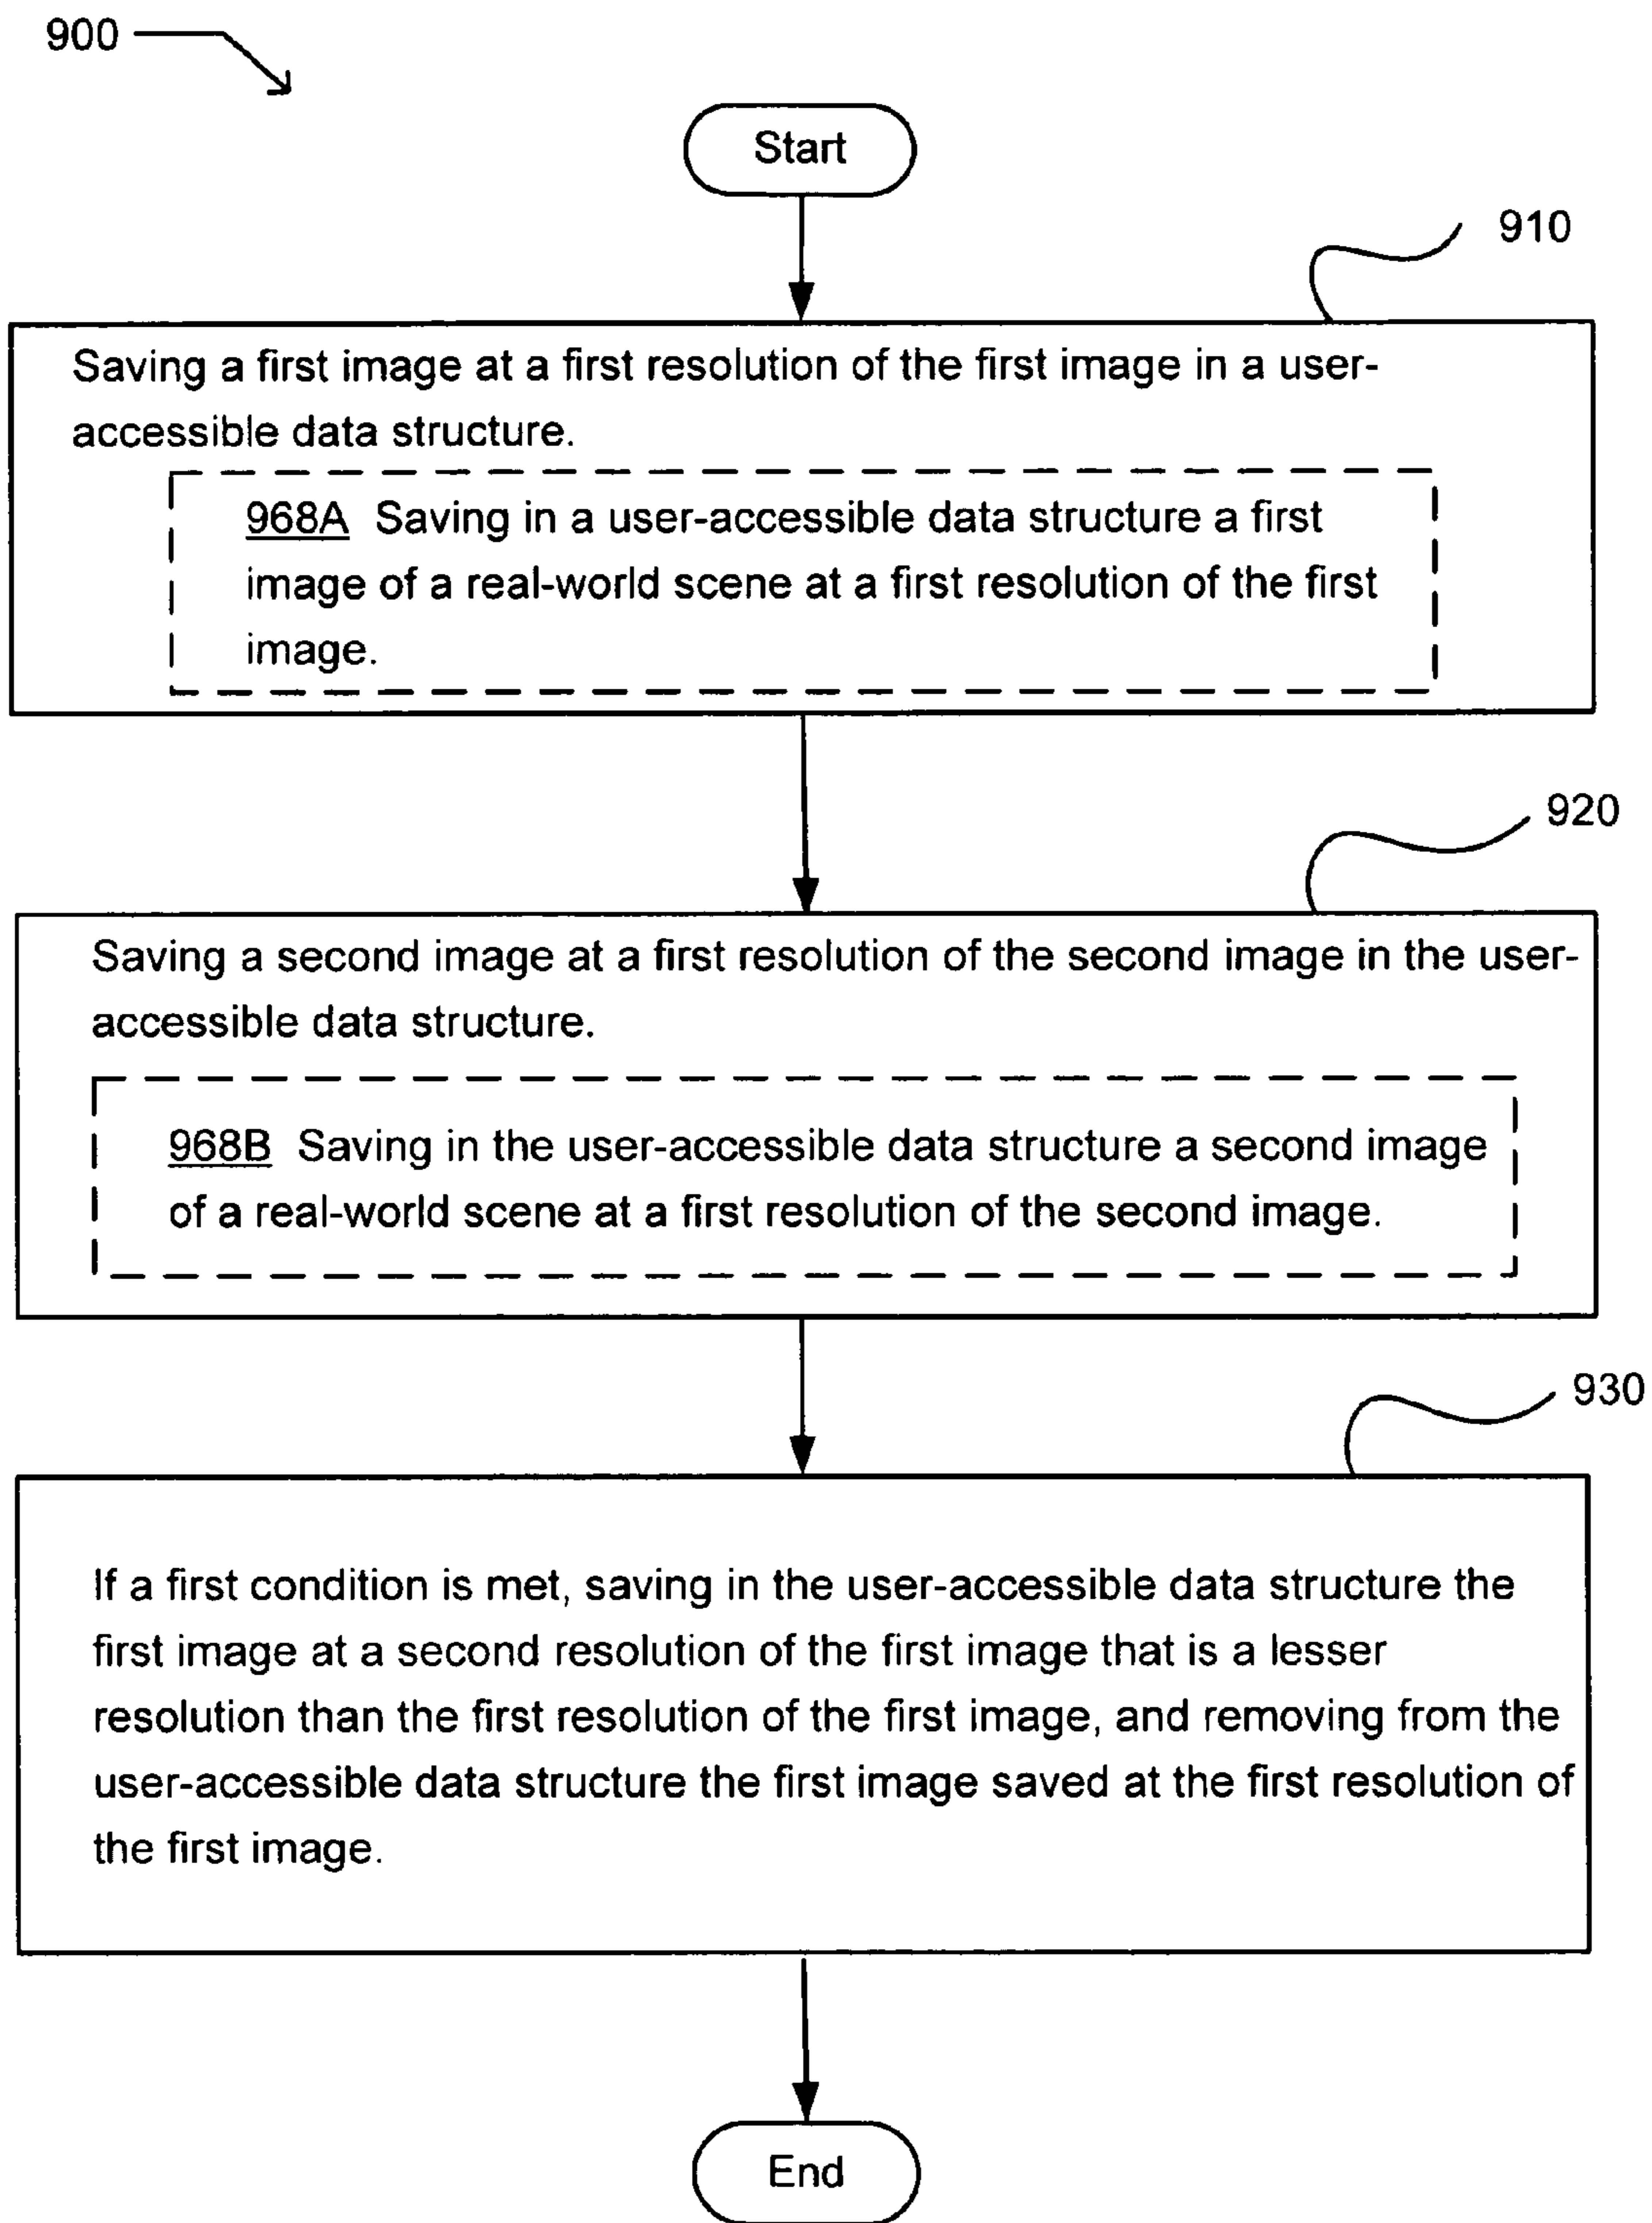 900
Start
910
Saving a first image at a first resolution of the first image in a user-
accessible data structure.
968A Saving in a user-accessible data structure a first
image of a real-world scene at a first resolution of the first
image.
920
Saving a second image at a first resolution of the second image in the user-
accessible data structure.
968B Saving in the user-accessible data structure a second image
of a real-world scene at a first resolution of the second image.
930
If a first condition is met, saving in the user-accessible data structure the
first image at a second resolution of the first image that is a lesser
resolution than the first resolution of the first image, and removing from the
user-accessible data structure the first image saved at the first resolution of
the first image.
End